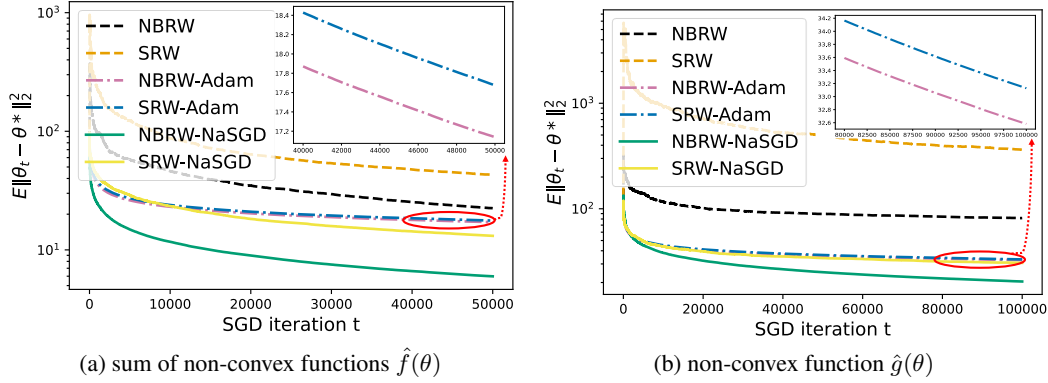 NBRW
SRW
NBRW-Adam
SRW-Adam
NBRW-NaSGD
SRW-NaSGD
18.4
18.2
18.0
17.8
17.6
17.4
17.2
40000 42000 44000 46000 48000 50000
10³
10²
10¹
E‖θt − θ*‖²₂
0 10000 20000 30000 40000 50000
SGD iteration t
(a) sum of non-convex functions f̂(θ)
NBRW
SRW
NBRW-Adam
SRW-Adam
NBRW-NaSGD
SRW-NaSGD
34.2
34.0
33.8
33.6
33.4
33.2
33.0
32.8
32.6
80000 82500 85000 87500 90000 92500 95000 97500 100000
10³
10²
E‖θt − θ*‖²₂
0 20000 40000 60000 80000 100000
SGD iteration t
(b) non-convex function ĝ(θ)